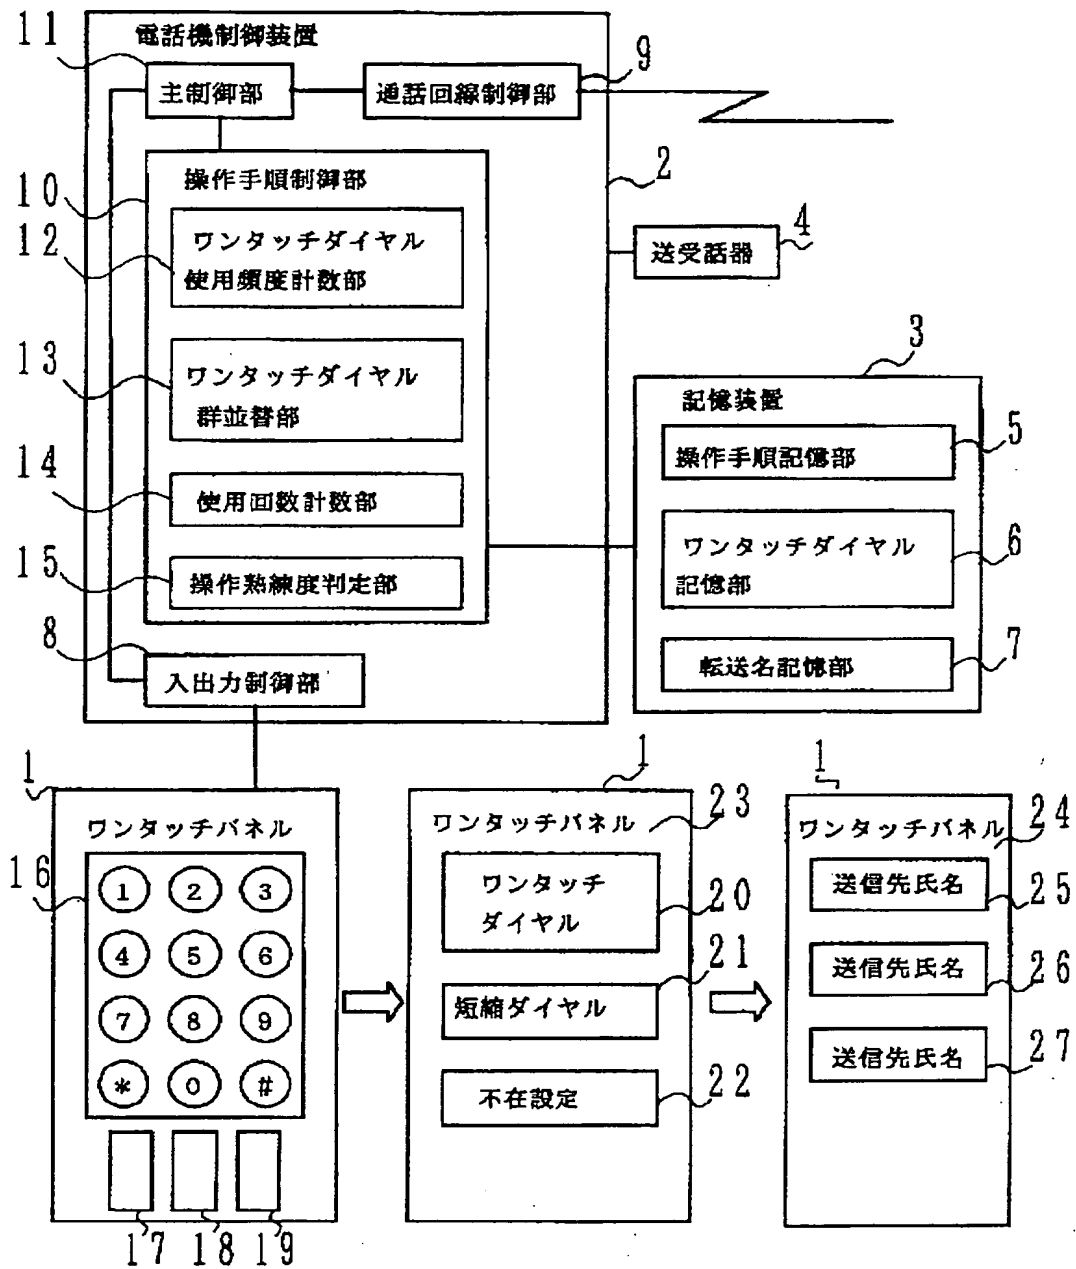 電話機制御装置
11
主制御部
通話回線制御部
9
操作手順制御部
10
2
ワンタッチダイヤル
使用頻度計数部
12
送受話器
4
ワンタッチダイヤル
群並替部
13
3
記憶装置
操作手順記憶部
5
使用回数計数部
14
ワンタッチダイヤル
記憶部
6
操作熟練度判定部
15
転送名記憶部
7
8
入出力制御部
1
ワンタッチパネル
16
1 2 3
4 5 6
7 8 9
* 0 #
17 18 19
1
ワンタッチパネル
23
ワンタッチ
ダイヤル
20
短縮ダイヤル
21
不在設定
22
1
ワンタッチパネル
24
送信先氏名
25
送信先氏名
26
送信先氏名
27